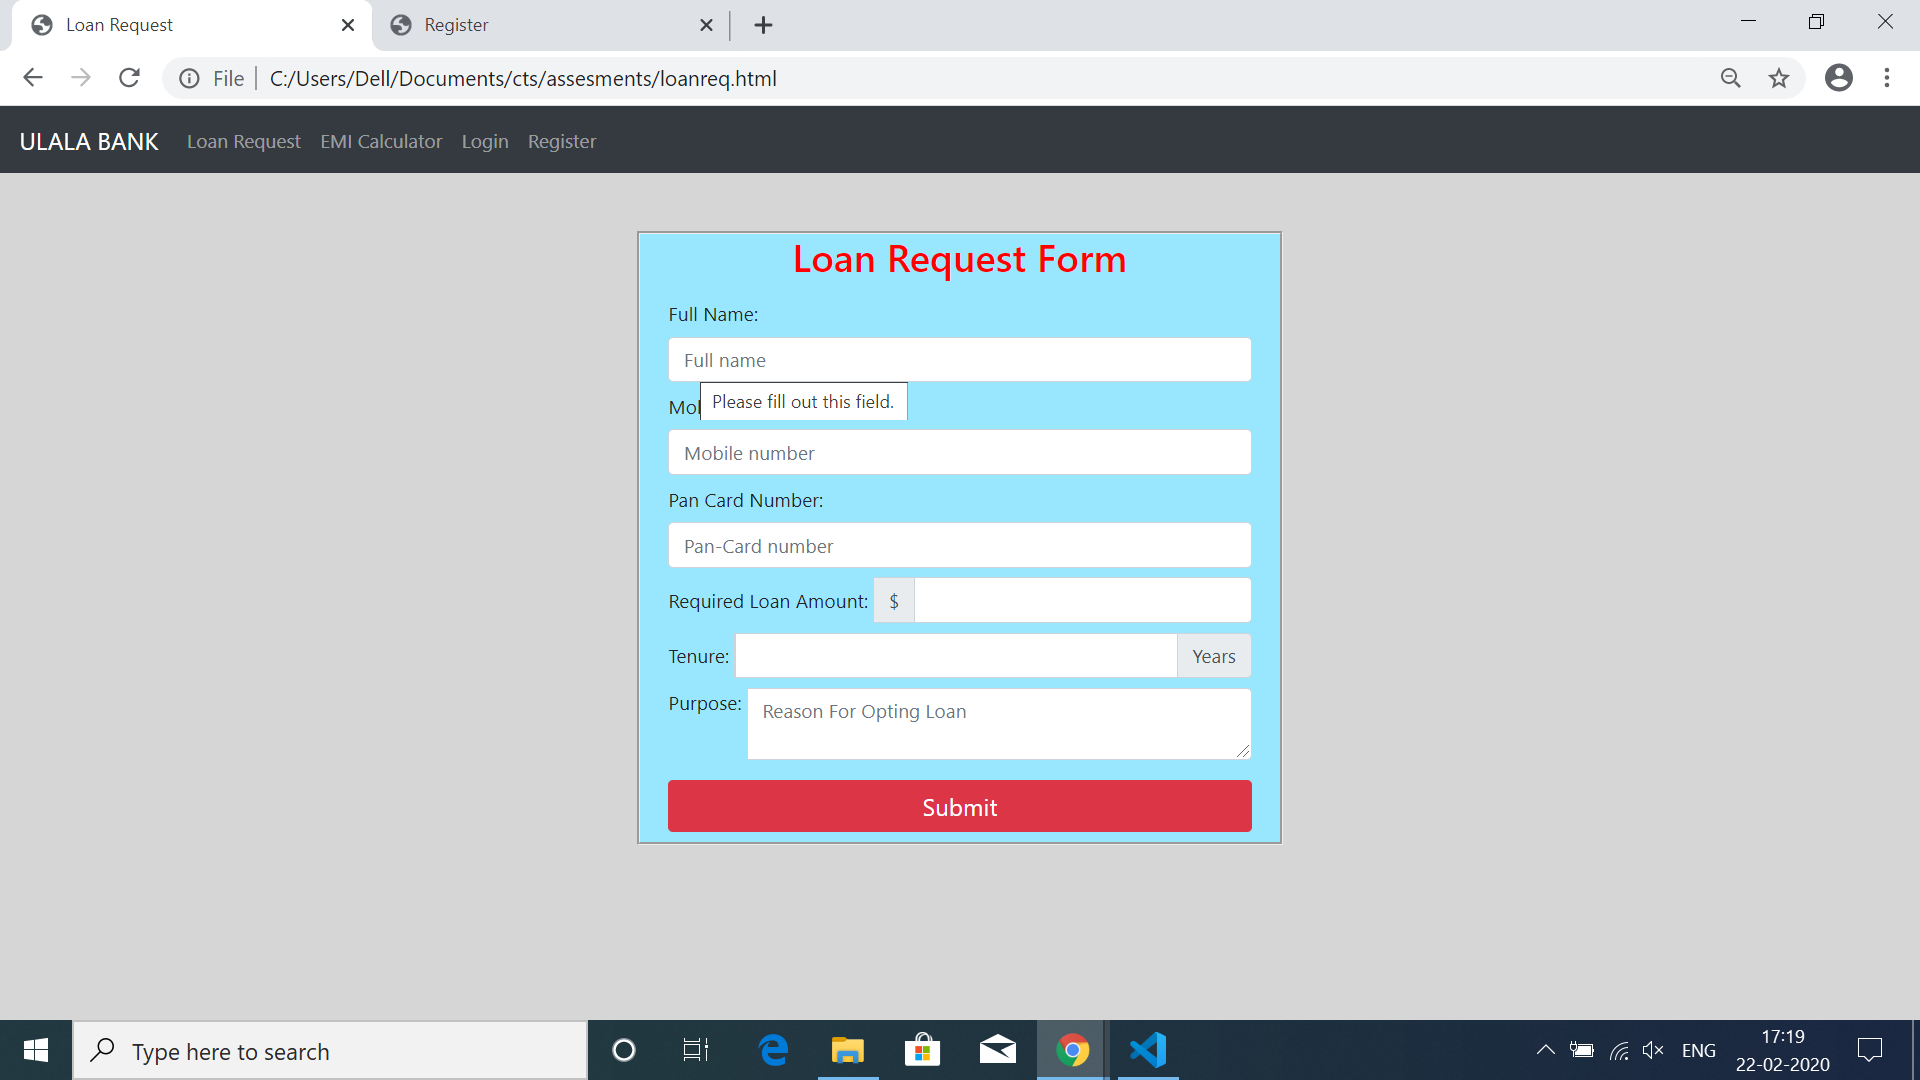 Loan Request
Register
File
C:/Users/Dell/Documents/cts/assesments/loanreq.html
ULALA BANK Loan Request EMI Calculator Login Register
Loan Request Form
Full Name:
Full name
Please fill out this field.
Mobile number
Pan Card Number:
Pan-Card number
Required Loan Amount: $
Tenure: Years
Purpose: Reason For Opting Loan
Submit
Type here to search
ENG
17:19
22-02-2020